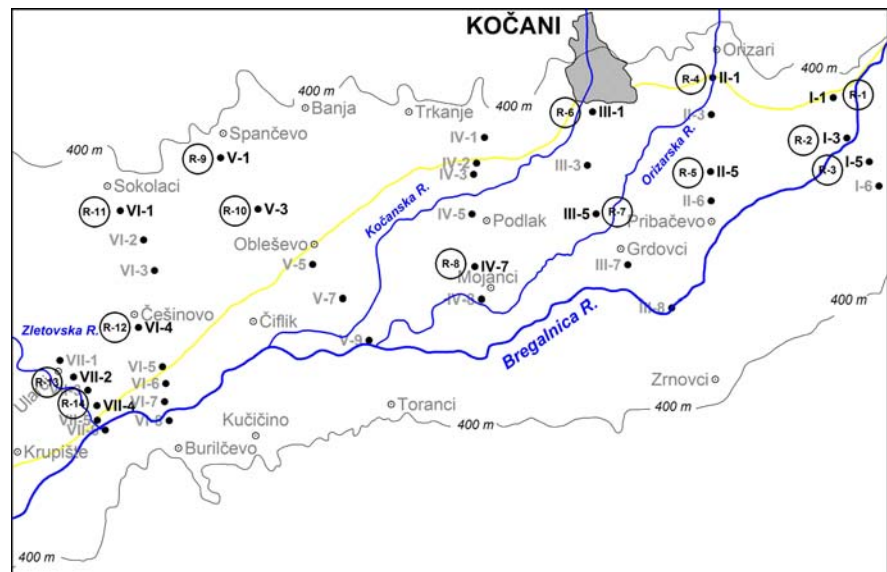 KOČANI
Orizari
400 m
R-4
II-1
400 m
R-1
I-1
400 m
Banja
Trkanje
R-6
III-1
II-3
Spančevo
IV-1
R-2
I-3
400 m
R-9
V-1
IV-2
IV-3
III-3
R-5
II-5
R-3
I-5
I-6
Orizarska R.
Sokolaci
Kočanska R.
R-11
VI-1
R-10
V-3
IV-5
Podlak
III-5
R-7
II-6
Pribačevo
VI-2
Obleševo
Grdovci
VI-3
V-5
R-8
IV-7
III-7
Mojanci
V-7
IV-8
400 m
III-8
Češinovo
Čiflik
Zletovska R.
R-12
VI-4
Bregalnica R.
V-9
VII-1
VI-5
R-13
VII-2
VI-6
Zrnovci
R-14
VII-4
VI-7
Toranci
VII-5
VI-8
Kučičino
400 m
400 m
Krupište
Burilčevo
400 m